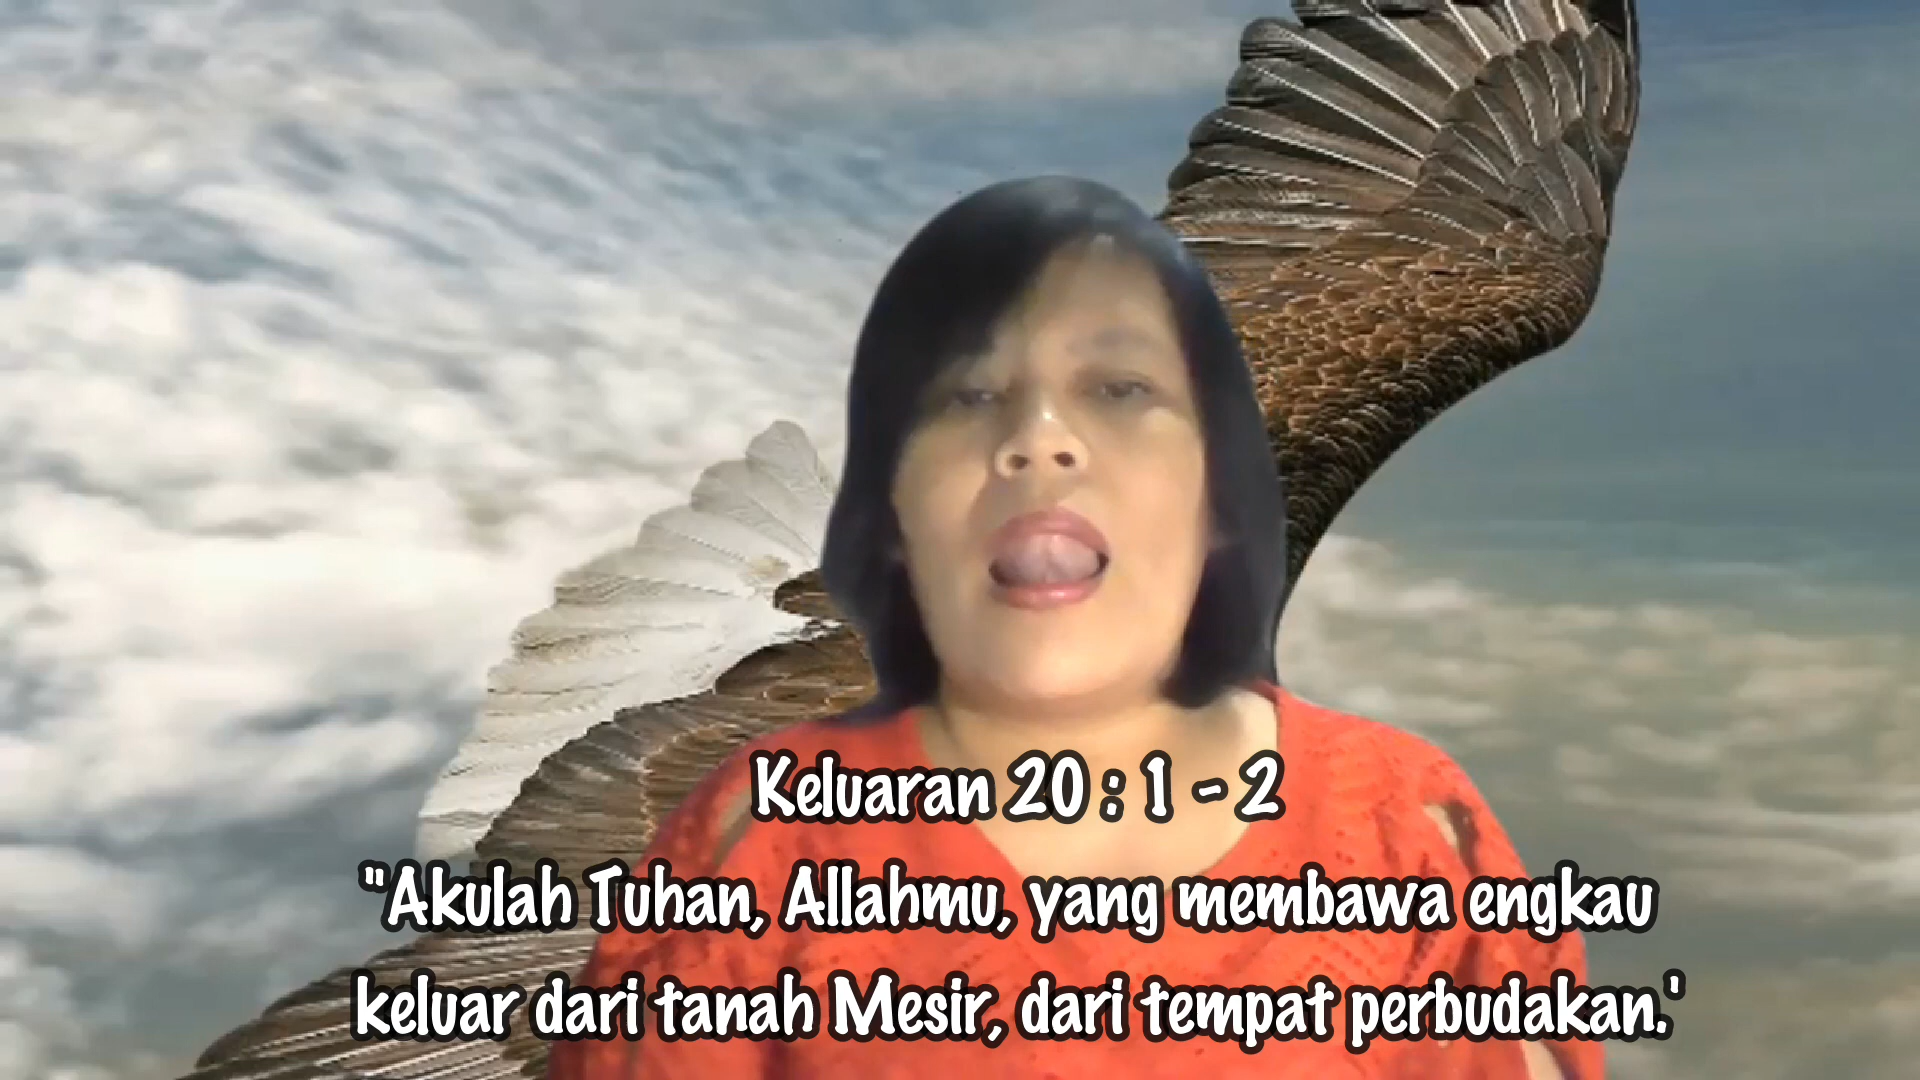 Keluaran 20 : 1 - 2
"Akulah Tuhan, Allahmu, yang membawa engkau
keluar dari tanah Mesir, dari tempat perbudakan.'